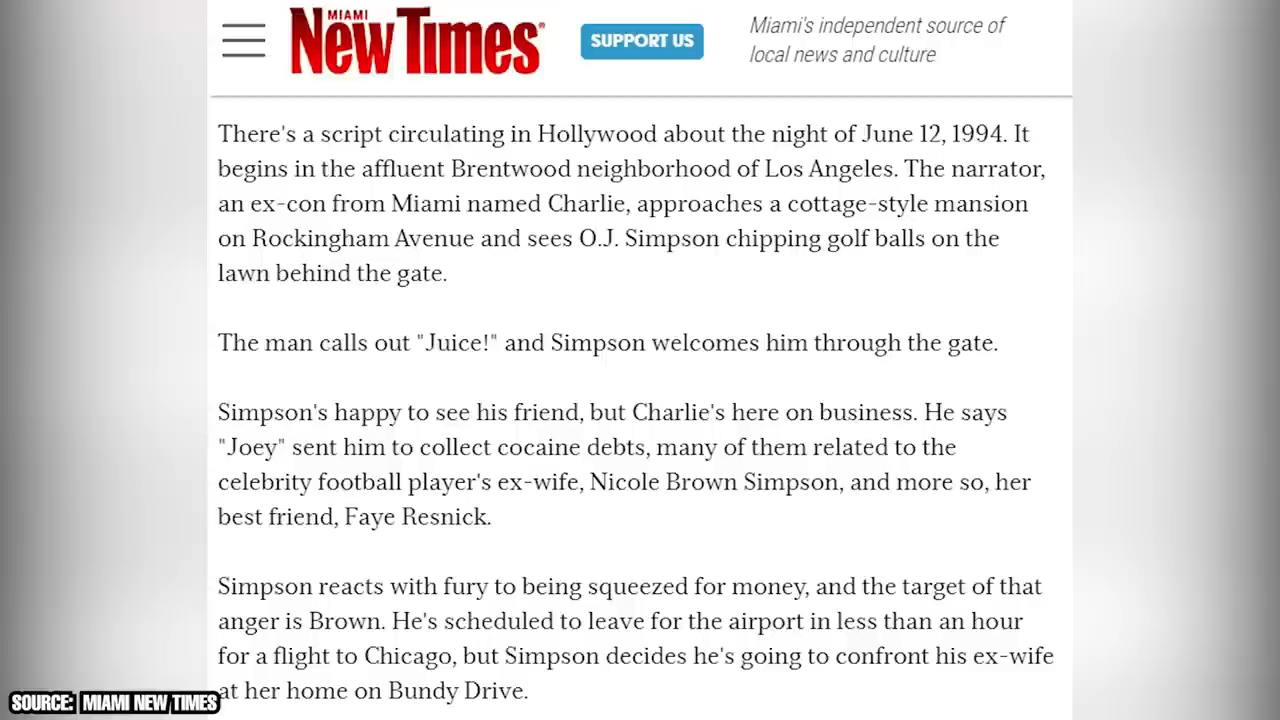 MIAMI
New Times
SUPPORT US
Miami's independent source of
local news and culture
There's a script circulating in Hollywood about the night of June 12, 1994. It
begins in the affluent Brentwood neighborhood of Los Angeles. The narrator,
an ex-con from Miami named Charlie, approaches a cottage-style mansion
on Rockingham Avenue and sees O.J. Simpson chipping golf balls on the
lawn behind the gate.
The man calls out "Juice!" and Simpson welcomes him through the gate.
Simpson's happy to see his friend, but Charlie's here on business. He says
"Joey" sent him to collect cocaine debts, many of them related to the
celebrity football player's ex-wife, Nicole Brown Simpson, and more so, her
best friend, Faye Resnick.
Simpson reacts with fury to being squeezed for money, and the target of that
anger is Brown. He's scheduled to leave for the airport in less than an hour
for a flight to Chicago, but Simpson decides he's going to confront his ex-wife
at her home on Bundy Drive.
SOURCE: MIAMI NEW TIMES